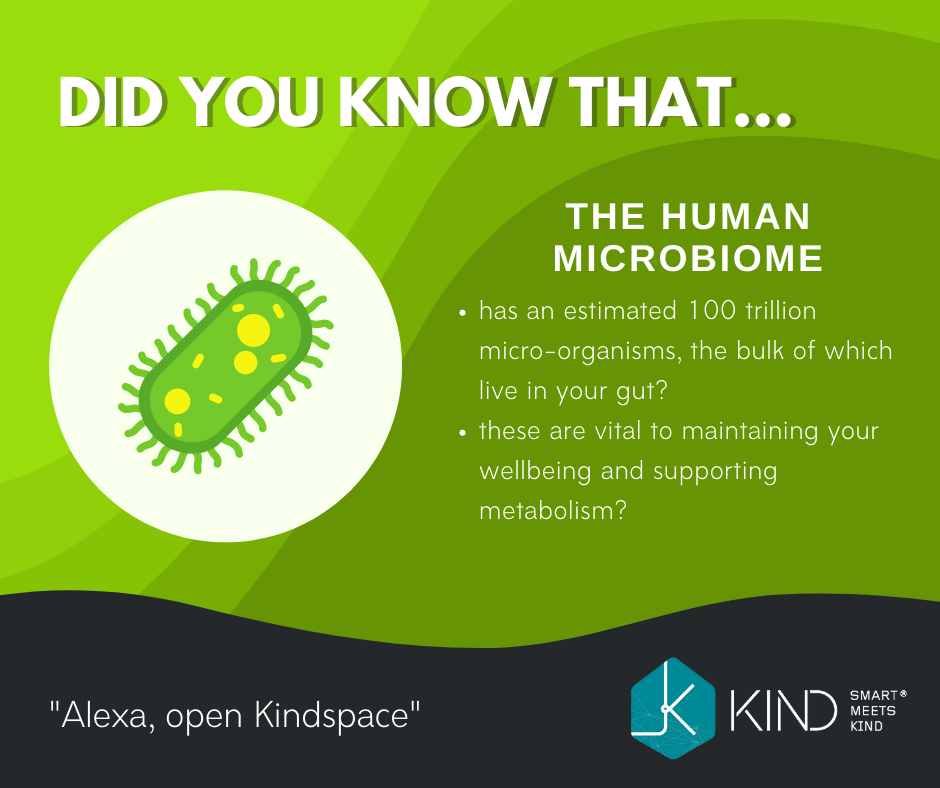 DID YOU KNOW THAT...
THE HUMAN
MICROBIOME
• has an estimated 100 trillion
micro-organisms, the bulk of which
live in your gut?
• these are vital to maintaining your
wellbeing and supporting
metabolism?
"Alexa, open Kindspace"
K
KIND
SMART®
MEETS
KIND